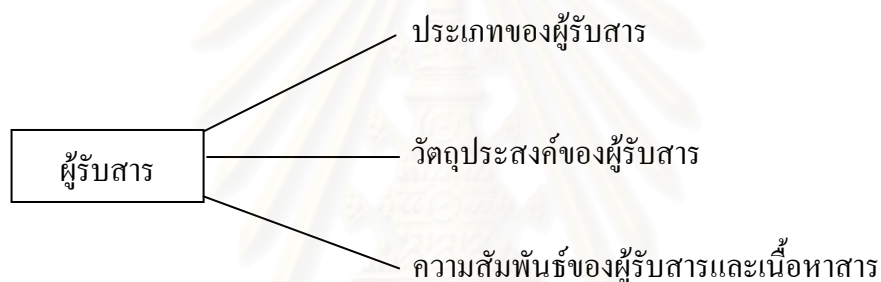 ประเภทของผู้รับสาร
วัตถุประสงค์ของผู้รับสาร
ผู้รับสาร
ความสัมพันธ์ของผู้รับสารและเนื้อหาสาร